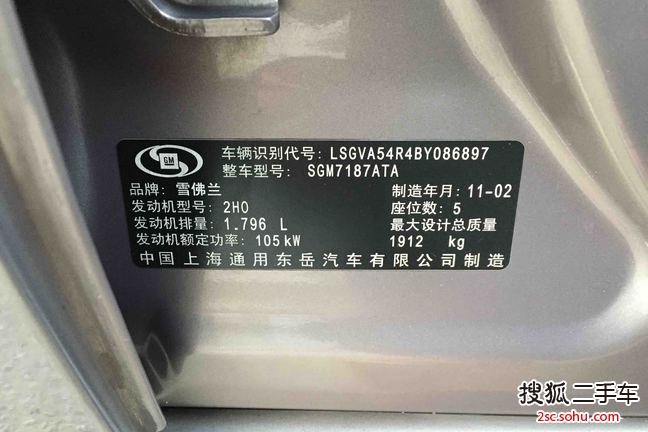 GM
车辆识别代号: LSGVA54R4BY086897
整车型号: SGM7187ATA
品牌: 雪佛兰 制造年月: 11-02
发动机型号: 2H0 座位数: 5
发动机排量: 1.796 L 最大设计总质量
发动机额定功率: 105kW 1912 kg
中国上海通用东岳汽车有限公司制造
搜狐二手车
2sc.sohu.com